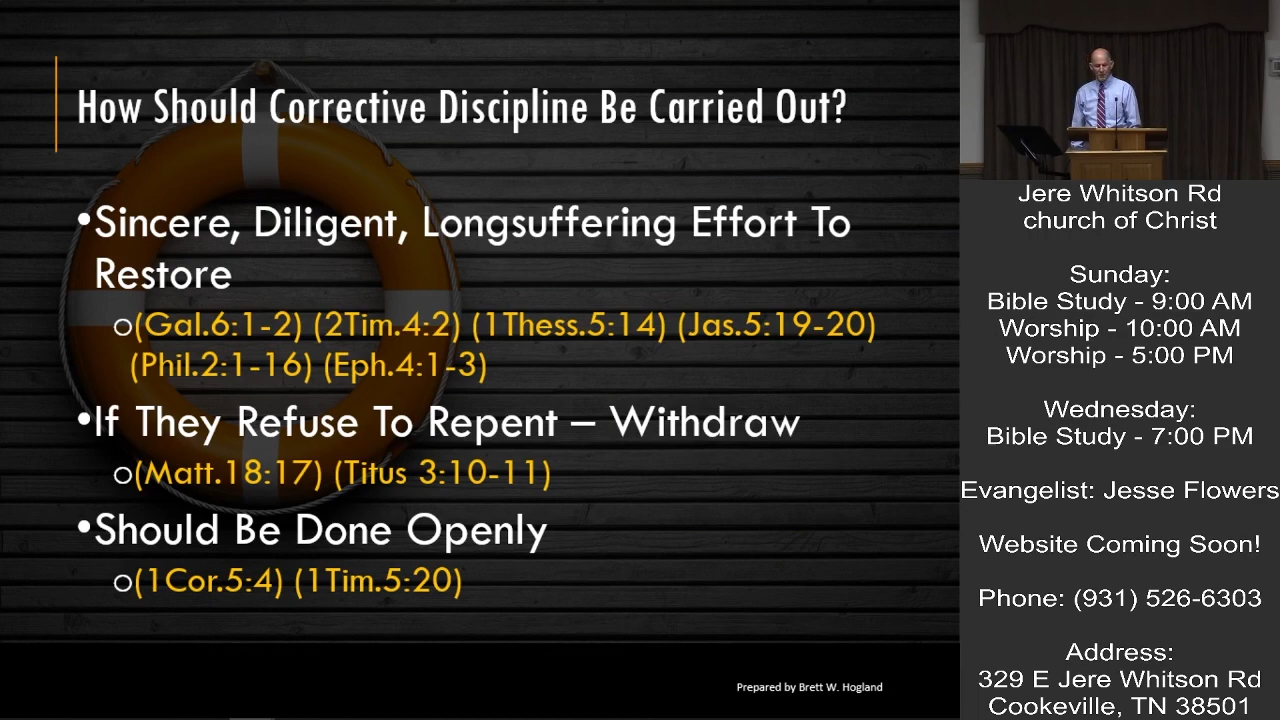 How Should Corrective Discipline Be Carried Out?
•Sincere, Diligent, Longsuffering Effort To
Restore
o(Gal.6:1-2) (2Tim.4:2) (1Thess.5:14) (Jas.5:19-20)
(Phil.2:1-16) (Eph.4:1-3)
•If They Refuse To Repent – Withdraw
o(Matt.18:17) (Titus 3:10-11)
•Should Be Done Openly
o(1Cor.5:4) (1Tim.5:20)
Prepared by Brett W. Hogland
Jere Whitson Rd
church of Christ
Sunday:
Bible Study - 9:00 AM
Worship - 10:00 AM
Worship - 5:00 PM
Wednesday:
Bible Study - 7:00 PM
Evangelist: Jesse Flowers
Website Coming Soon!
Phone: (931) 526-6303
Address:
329 E Jere Whitson Rd
Cookeville, TN 38501